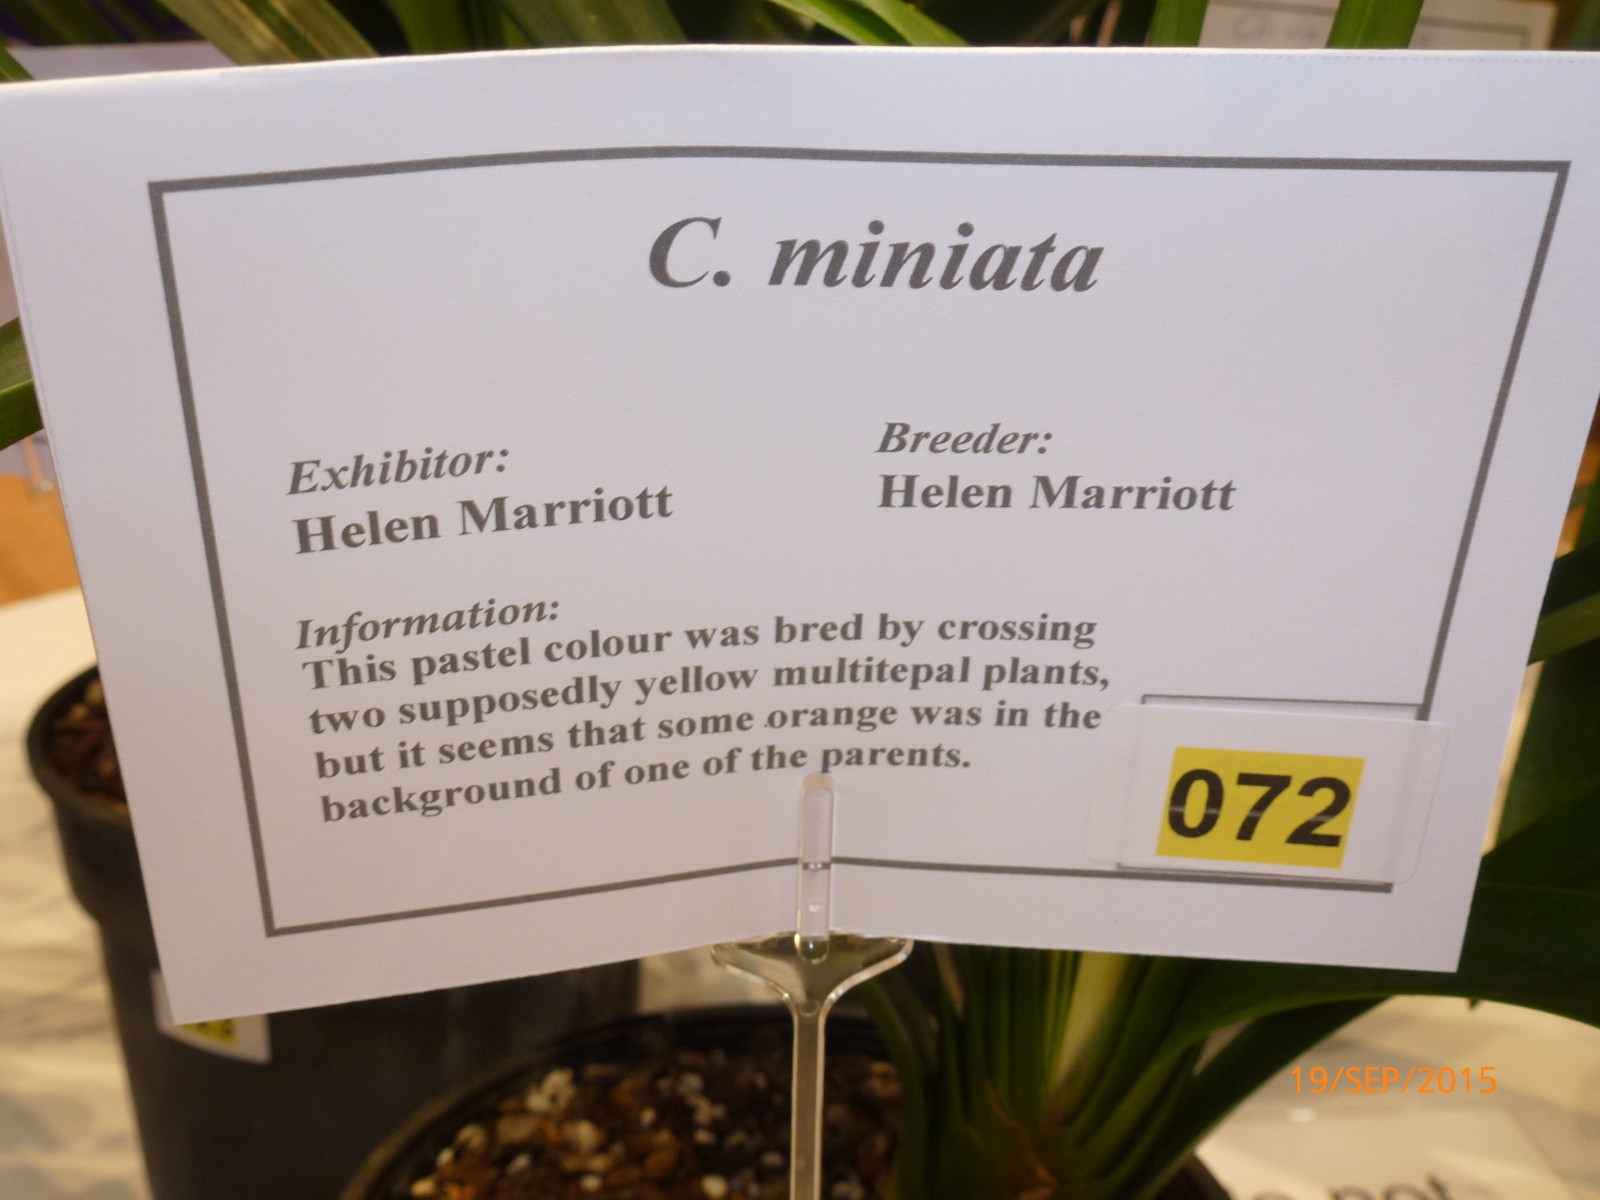 C. miniata
Exhibitor:
Helen Marriott
Breeder:
Helen Marriott
Information:
This pastel colour was bred by crossing
two supposedly yellow multitepal plants,
but it seems that some orange was in the
background of one of the parents.
072
19/SEP/2015